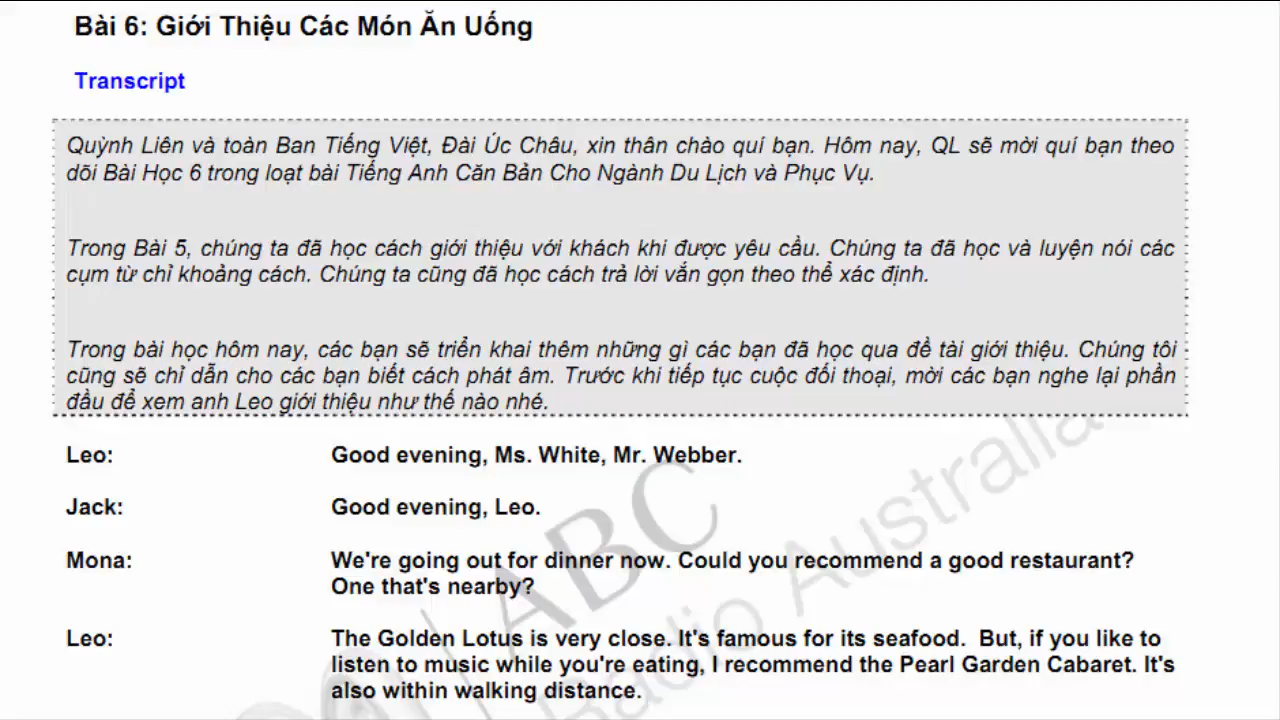 Bài 6: Giới Thiệu Các Món Ăn Uống
Transcript
Quỳnh Liên và toàn Ban Tiếng Việt, Đài Úc Châu, xin thân chào quí bạn. Hôm nay, QL sẽ mời quí bạn theo
dõi Bài Học 6 trong loạt bài Tiếng Anh Căn Bản Cho Ngành Du Lịch và Phục Vụ.
Trong Bài 5, chúng ta đã học cách giới thiệu với khách khi được yêu cầu. Chúng ta đã học và luyện nói các
cụm từ chỉ khoảng cách. Chúng ta cũng đã học cách trả lời vắn gọn theo thể xác định.
Trong bài học hôm nay, các bạn sẽ triển khai thêm những gì các bạn đã học qua đề tài giới thiệu. Chúng tôi
cũng sẽ chỉ dẫn cho các bạn biết cách phát âm. Trước khi tiếp tục cuộc đối thoại, mời các bạn nghe lại phần
đầu để xem anh Leo giới thiệu như thế nào nhé.
Leo: Good evening, Ms. White, Mr. Webber.
Jack: Good evening, Leo.
Mona: We're going out for dinner now. Could you recommend a good restaurant?
One that's nearby?
Leo: The Golden Lotus is very close. It's famous for its seafood. But, if you like to
listen to music while you're eating, I recommend the Pearl Garden Cabaret. It's
also within walking distance.
ABC
Radio Australia